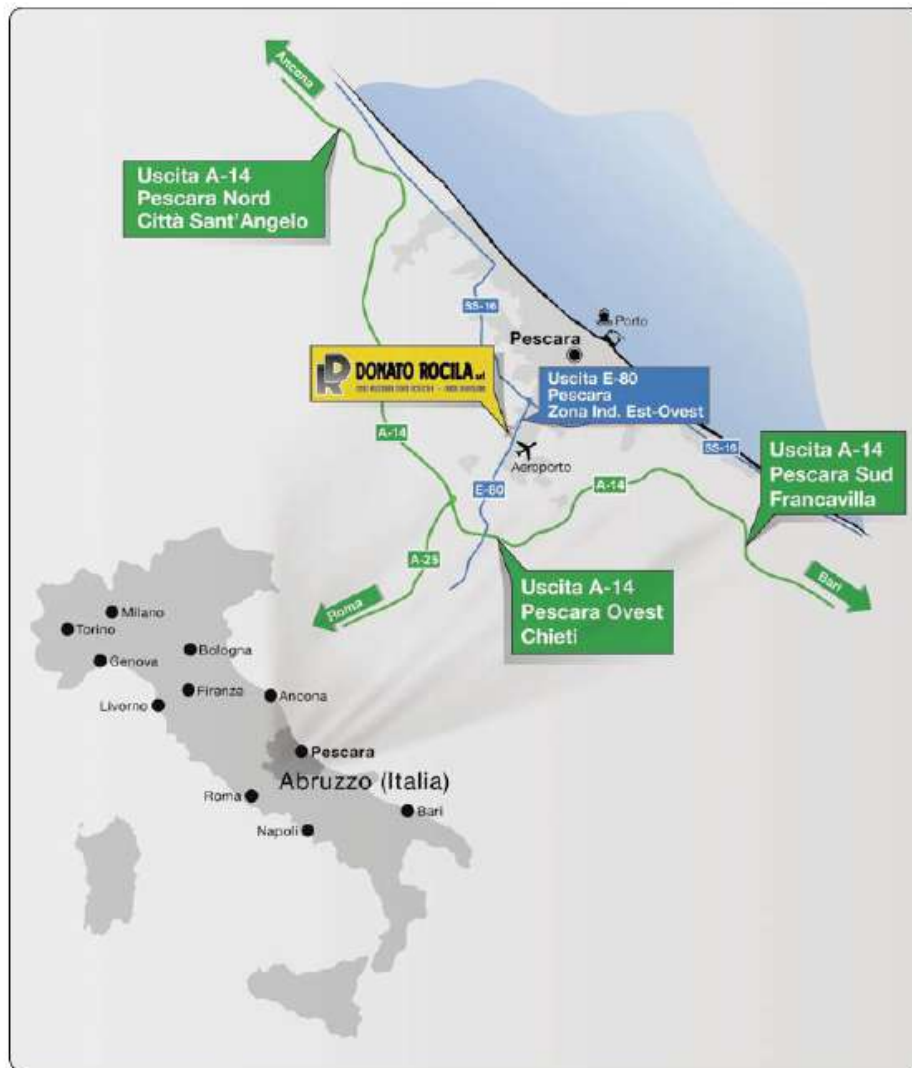 Ancona
Uscita A-14
Pescara Nord
Città Sant'Angelo
SS-16
Porto
Pescara
DR DONATO ROCILA srl
Uscita E-80
Pescara
Zona Ind. Est-Ovest
A-14
Aeroporto
SS-16
Uscita A-14
Pescara Sud
Francavilla
E-80
A-14
A-25
Roma
Uscita A-14
Pescara Ovest
Chieti
Bari
Milano
Torino
Bologna
Genova
Firenze
Ancona
Livorno
Pescara
Abruzzo (Italia)
Roma
Bari
Napoli